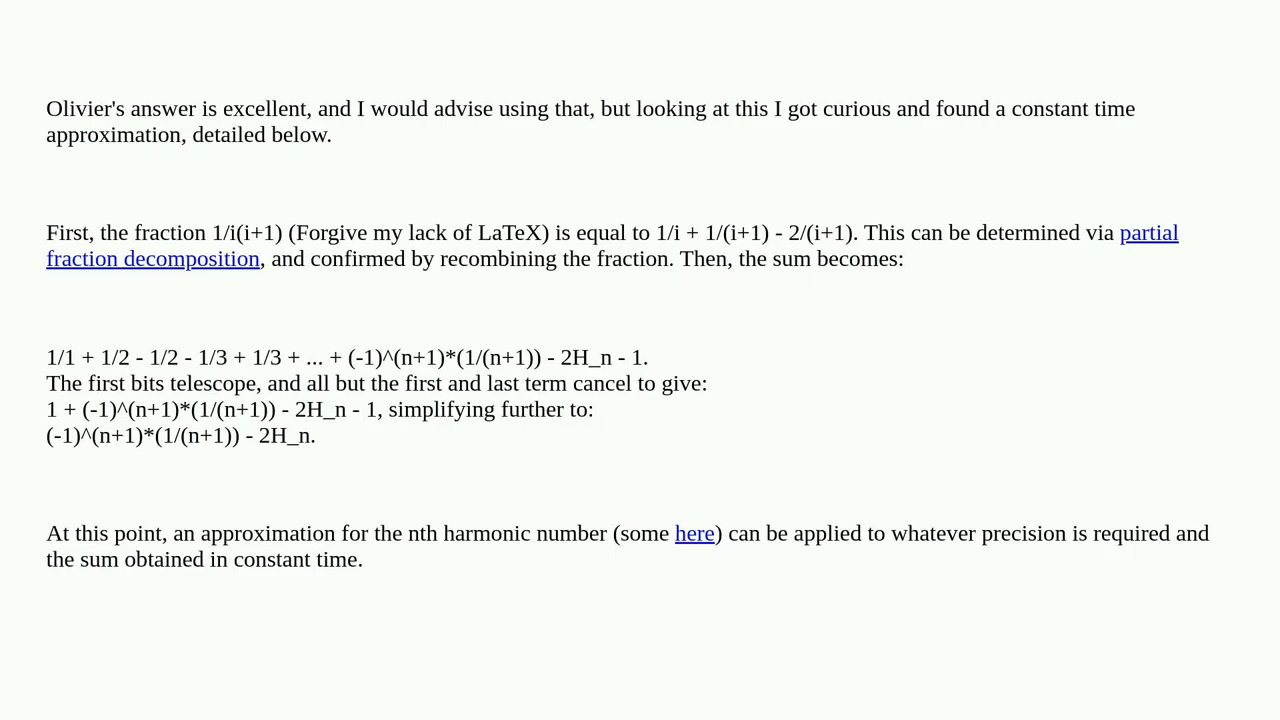 Olivier's answer is excellent, and I would advise using that, but looking at this I got curious and found a constant time
approximation, detailed below.
First, the fraction 1/i(i+1) (Forgive my lack of LaTeX) is equal to 1/i + 1/(i+1) - 2/(i+1). This can be determined via partial
fraction decomposition, and confirmed by recombining the fraction. Then, the sum becomes:
1/1 + 1/2 - 1/2 - 1/3 + 1/3 + ... + (-1)^(n+1)*(1/(n+1)) - 2H_n - 1.
The first bits telescope, and all but the first and last term cancel to give:
1 + (-1)^(n+1)*(1/(n+1)) - 2H_n - 1, simplifying further to:
(-1)^(n+1)*(1/(n+1)) - 2H_n.
At this point, an approximation for the nth harmonic number (some here) can be applied to whatever precision is required and
the sum obtained in constant time.